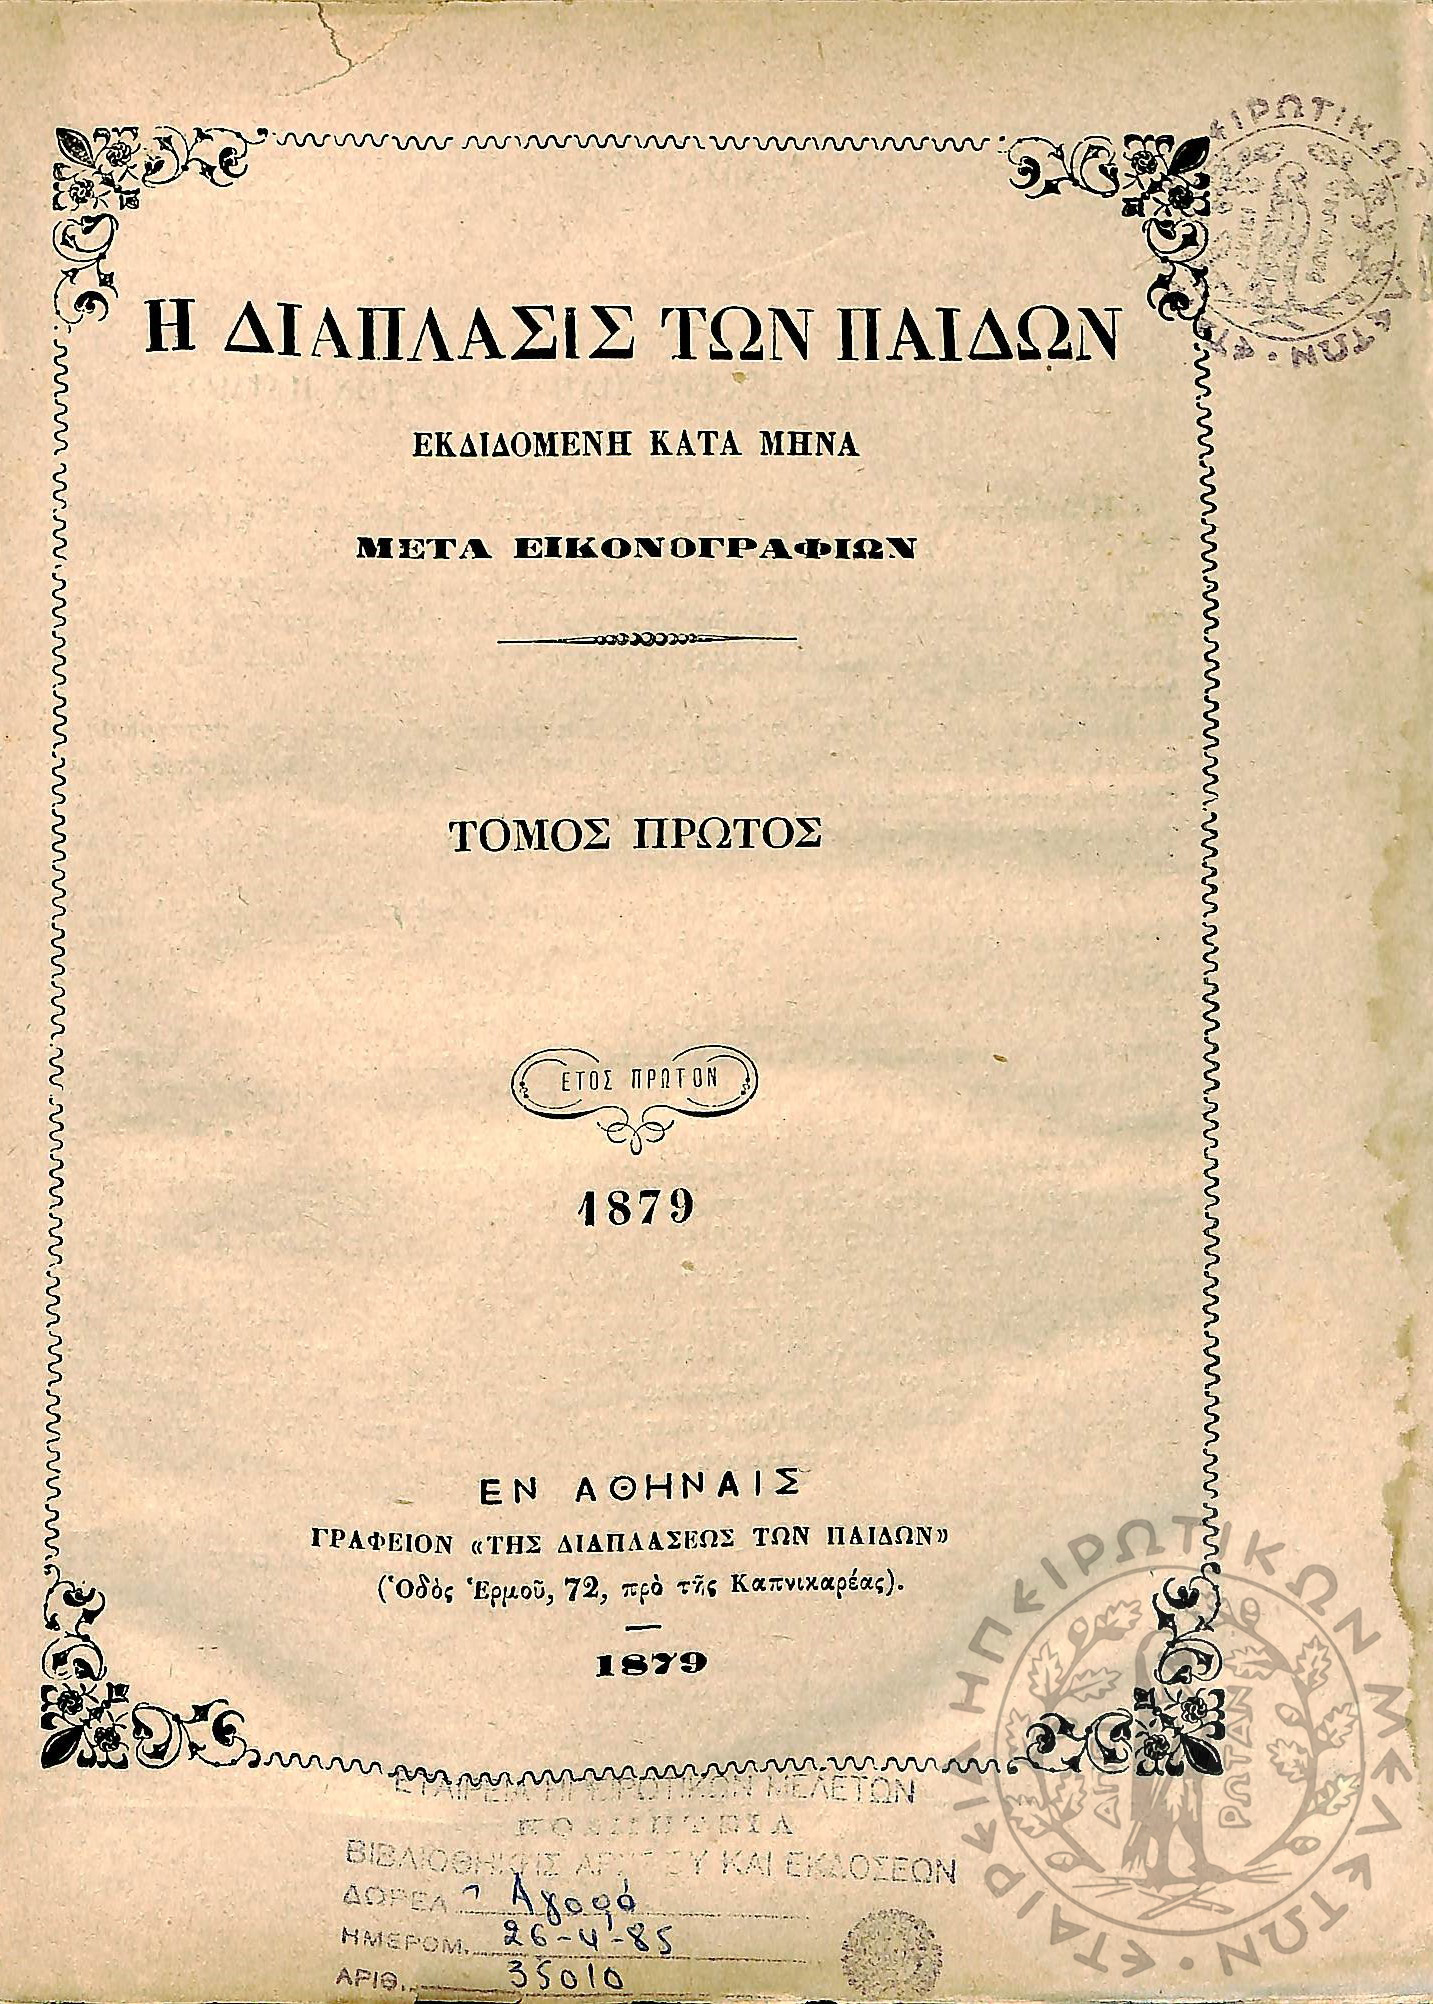 Η ΔΙΑΠΛΑΣΙΣ ΤΩΝ ΠΑΙΔΩΝ
ΕΚΔΙΔΟΜΕΝΗ ΚΑΤΑ ΜΗΝΑ
ΜΕΤΑ ΕΙΚΟΝΟΓΡΑΦΙΩΝ
ΤΟΜΟΣ ΠΡΩΤΟΣ
ΕΤΟΣ ΠΡΩΤΟΝ
1879
ΕΝ ΑΘΗΝΑΙΣ
ΓΡΑΦΕΙΟΝ «ΤΗΣ ΔΙΑΠΛΑΣΕΩΣ ΤΩΝ ΠΑΙΔΩΝ»
(Ὁδὸς Ἑρμοῦ, 72, πρὸ τῆς Καπνικαρέας).
1879
ΕΤΑΙΡΕΙΑ ΗΠΕΙΡΩΤΙΚΩΝ ΜΕΛΕΤΩΝ
ΒΙΒΛΙΟΘΗΚΗΣ ΑΡΧΕΙΟΥ ΚΑΙ ΕΚΔΟΣΕΩΝ
ΔΩΡΕΑ ἢ Ἀγορά
ΗΜΕΡΟΜ. 26-4-85
ΑΡΙΘ. 35010
ΕΤΑΙΡΕΙΑ ΗΠΕΙΡΩΤΙΚΩΝ ΜΕΛΕΤΩΝ